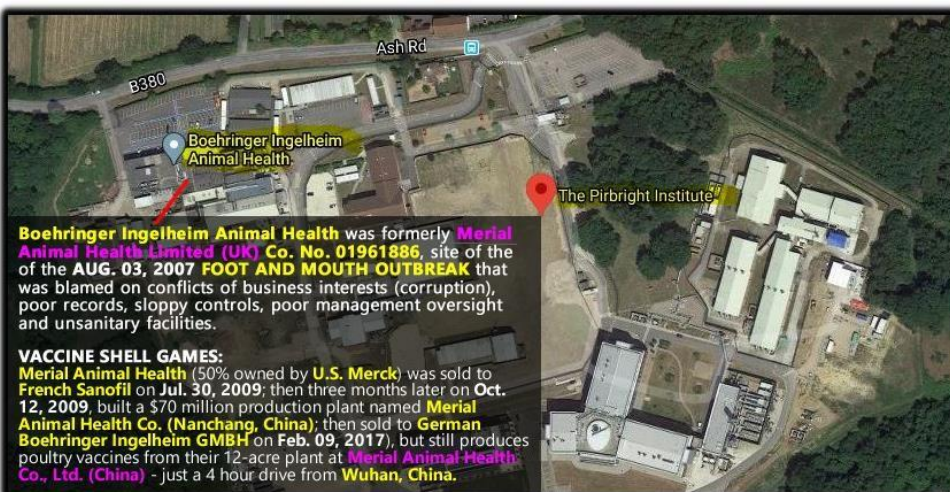 Ash Rd
B380
Boehringer Ingelheim
Animal Health
The Pirbright Institute
Boehringer Ingelheim Animal Health was formerly Merial
Animal Health Limited (UK) Co. No. 01961886, site of the
of the AUG. 03, 2007 FOOT AND MOUTH OUTBREAK that
was blamed on conflicts of business interests (corruption),
poor records, sloppy controls, poor management oversight
and unsanitary facilities.
VACCINE SHELL GAMES:
Merial Animal Health (50% owned by U.S. Merck) was sold to
French Sanofil on Jul. 30, 2009; then three months later on Oct.
12, 2009, built a $70 million production plant named Merial
Animal Health Co. (Nanchang, China); then sold to German
Boehringer Ingelheim GMBH on Feb. 09, 2017), but still produces
poultry vaccines from their 12-acre plant at Merial Animal Health
Co., Ltd. (China) - just a 4 hour drive from Wuhan, China.